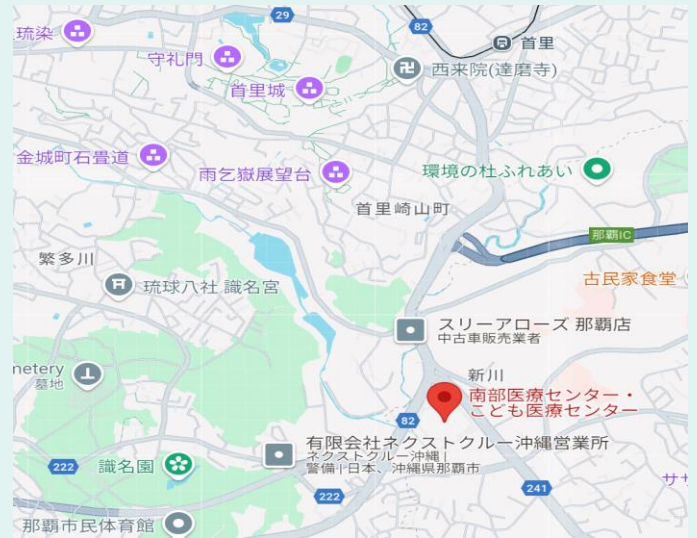 29
82
琉染
首里
守礼門
西来院(達磨寺)
首里城
金城町石畳道
雨乞嶽展望台
環境の杜ふれあい
首里崎山町
那覇IC
繁多川
古民家食堂
琉球八社 識名宮
スリーアローズ 那覇店
中古車販売業者
metery
墓地
新川
南部医療センター・
こども医療センター
82
有限会社ネクストクルー沖縄営業所
ネクストクルー沖縄 |
警備 | 日本、沖縄県那覇市
222
識名園
222
241
ササ
那覇市民体育館